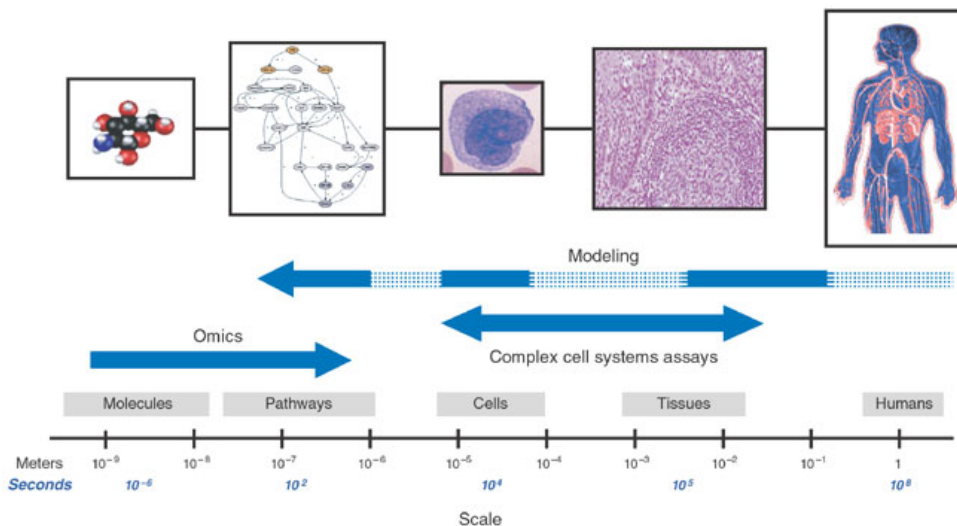 Modeling
Omics
Complex cell systems assays
Molecules Pathways Cells Tissues Humans
Meters 10⁻⁹ 10⁻⁸ 10⁻⁷ 10⁻⁶ 10⁻⁵ 10⁻⁴ 10⁻³ 10⁻² 10⁻¹ 1
Seconds 10⁻⁶ 10² 10⁴ 10⁵ 10⁸
Scale